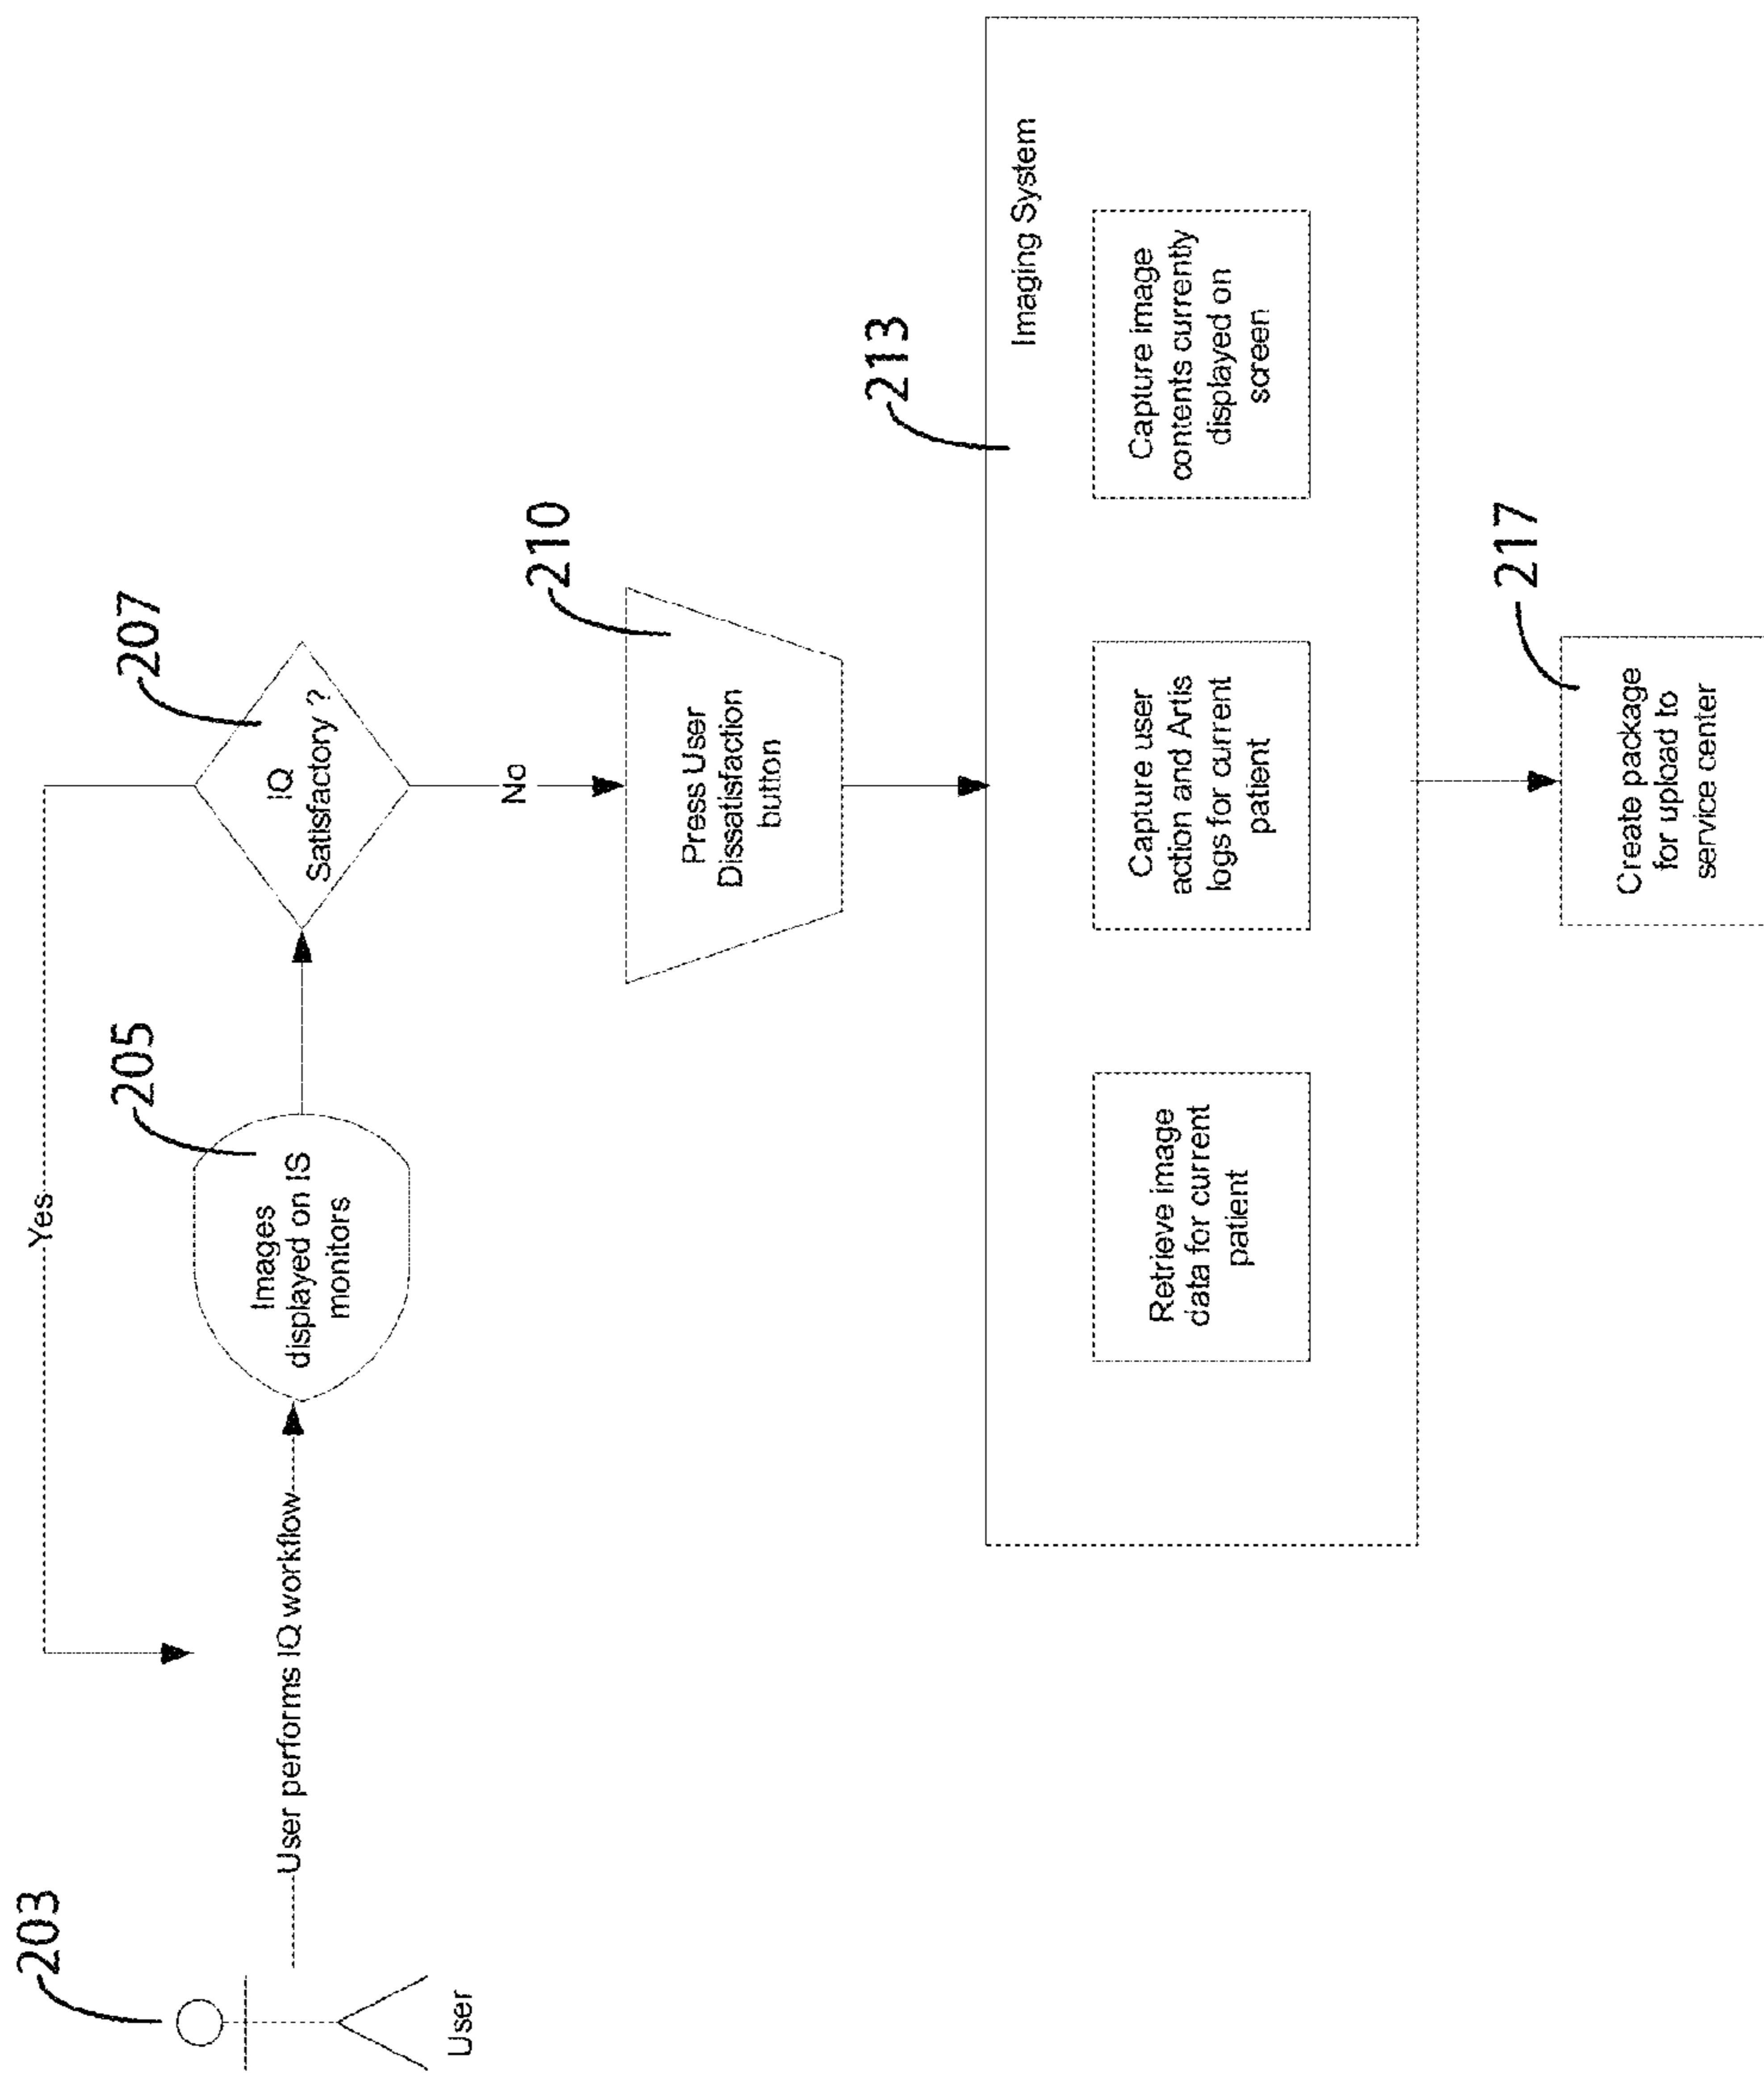 203
User
User performs IQ workflow
Yes
205
Images
displayed on IS
monitors
207
IQ
Satisfactory ?
No
210
Press User
Dissatisfaction
button
213
Imaging System
Retrieve image
data for current
patient
Capture user
action and Artis
logs for current
patient
Capture image
contents currently
displayed on
screen
217
Create package
for upload to
service center